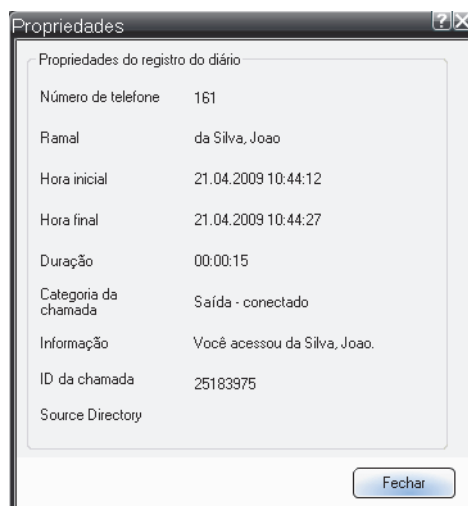 Propriedades
Propriedades do registro do diário
Número de telefone 161
Ramal da Silva, Joao
Hora inicial 21.04.2009 10:44:12
Hora final 21.04.2009 10:44:27
Duração 00:00:15
Categoria da
chamada Saída - conectado
Informação Você acessou da Silva, Joao.
ID da chamada 25183975
Source Directory
Fechar